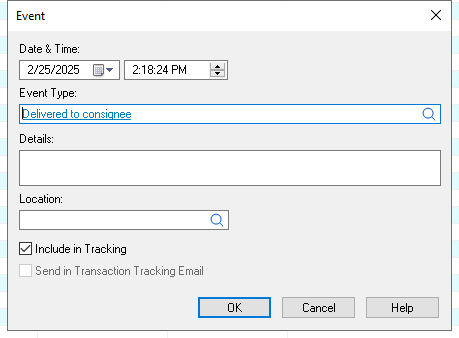 Event
Date & Time:
2/25/2025 2:18:24 PM
Event Type:
Delivered to consignee
Details:
Location:
Include in Tracking
Send in Transaction Tracking Email
OK Cancel Help